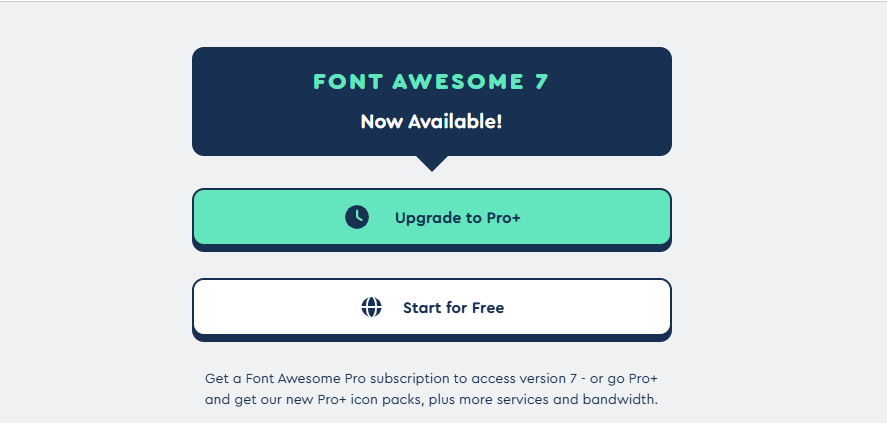 FONT AWESOME 7
Now Available!
Upgrade to Pro+
Start for Free
Get a Font Awesome Pro subscription to access version 7 - or go Pro+
and get our new Pro+ icon packs, plus more services and bandwidth.